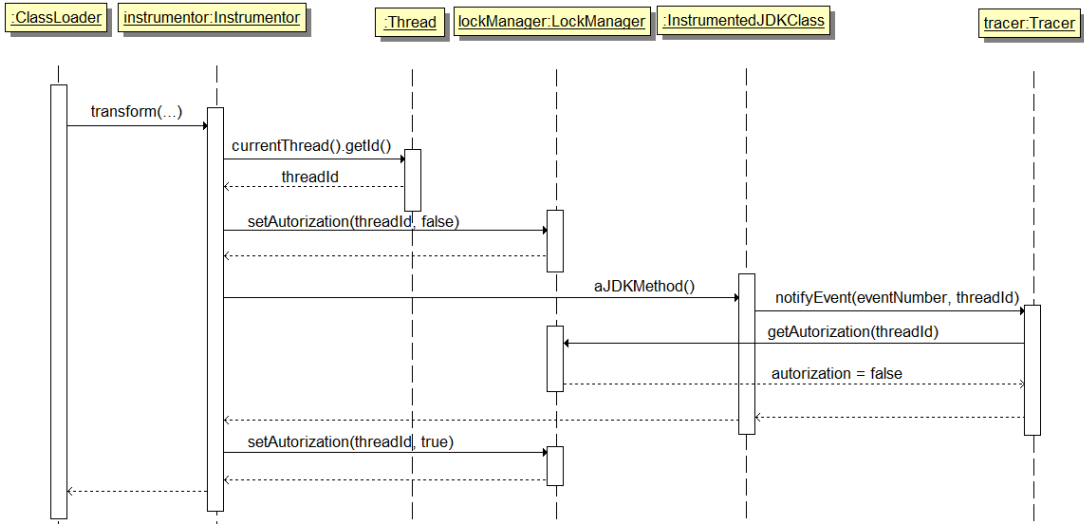 :ClassLoader
instrumentor:Instrumentor
:Thread
lockManager:LockManager
:InstrumentedJDKClass
tracer:Tracer
transform(...)
currentThread().getId()
threadId
setAutorization(threadId, false)
aJDKMethod()
notifyEvent(eventNumber, threadId)
getAutorization(threadId)
autorization = false
setAutorization(threadId, true)